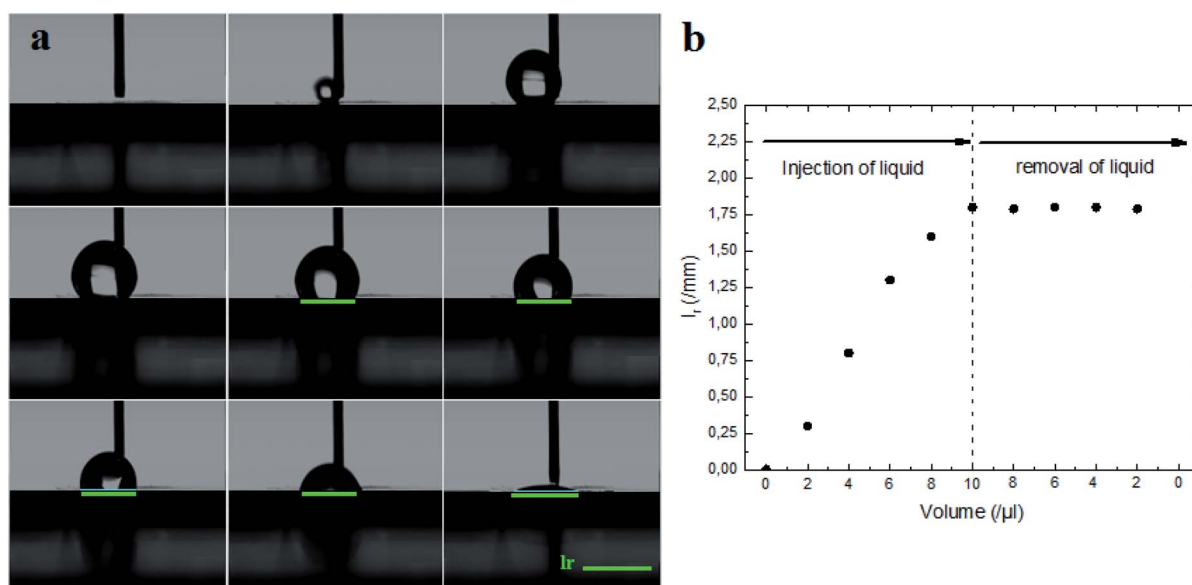 a
lr
b
2,50
2,25
2,00
1,75
1,50
1,25
1,00
0,75
0,50
0,25
0,00
Injection of liquid
removal of liquid
l_r (/mm)
0 2 4 6 8 10 8 6 4 2 0
Volume (/µl)